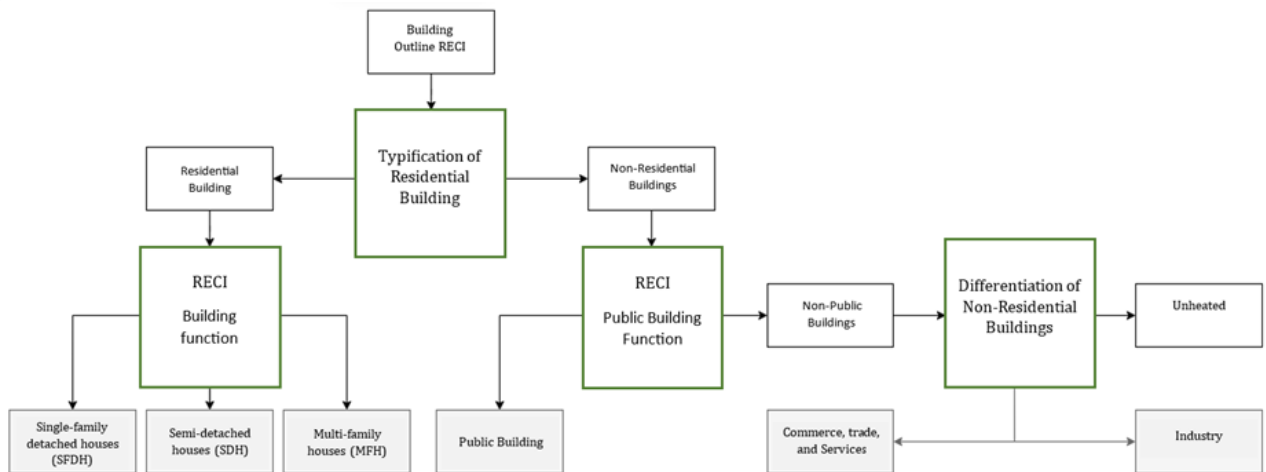 Building
Outline RECI
Typification of
Residential
Building
Residential
Building
Non-Residential
Buildings
RECI
Building
function
RECI
Public Building
Function
Non-Public
Buildings
Differentiation of
Non-Residential
Buildings
Unheated
Single-family
detached houses
(SFDH)
Semi-detached
houses (SDH)
Multi-family
houses (MFH)
Public Building
Commerce, trade,
and Services
Industry